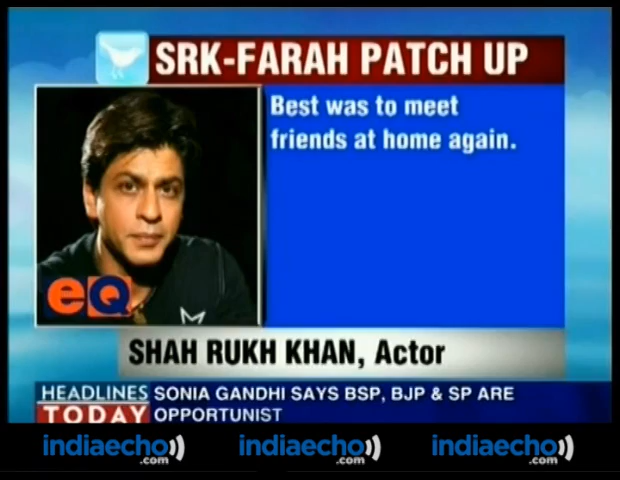 SRK-FARAH PATCH UP
Best was to meet
friends at home again.
eQ
SHAH RUKH KHAN, Actor
HEADLINES
TODAY
SONIA GANDHI SAYS BSP, BJP & SP ARE
OPPORTUNIST
indiaecho.com indiaecho.com indiaecho.com